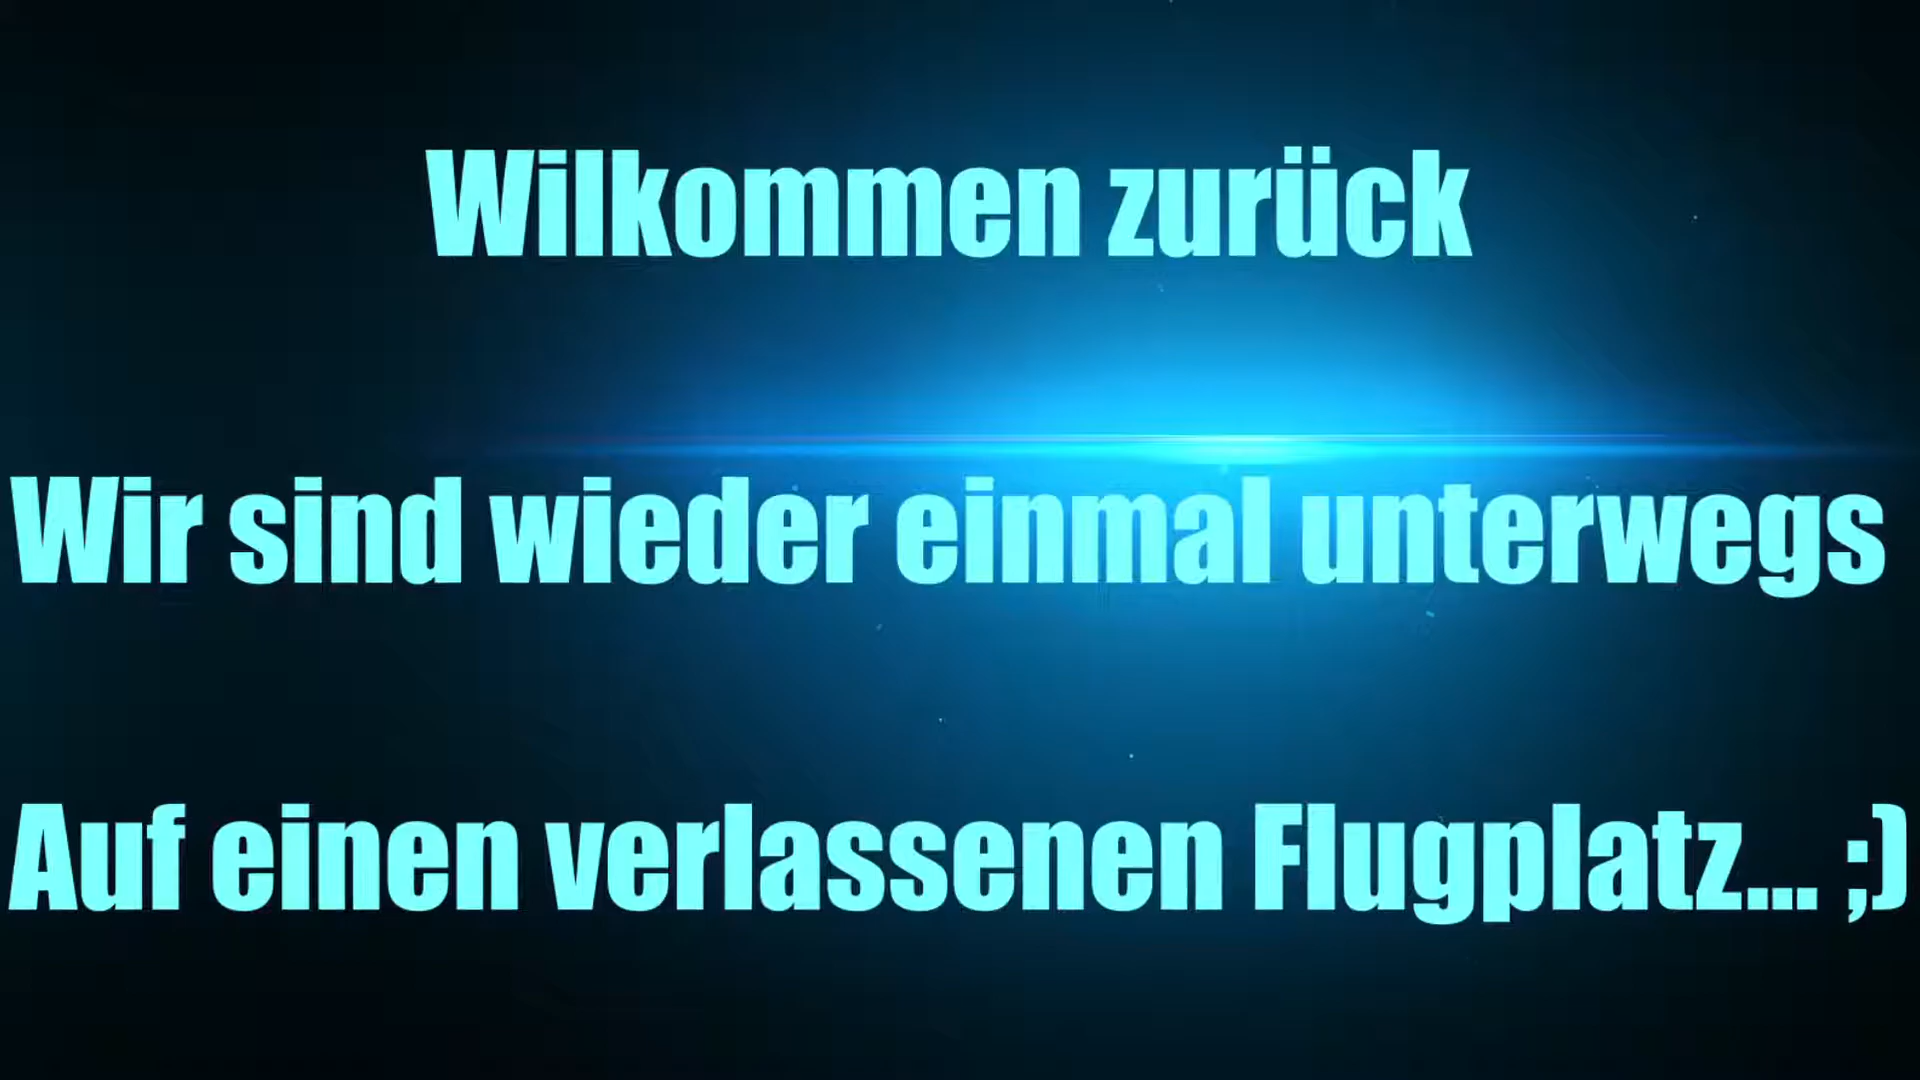 Wilkommen zurück
Wir sind wieder einmal unterwegs
Auf einen verlassenen Flugplatz... ;)